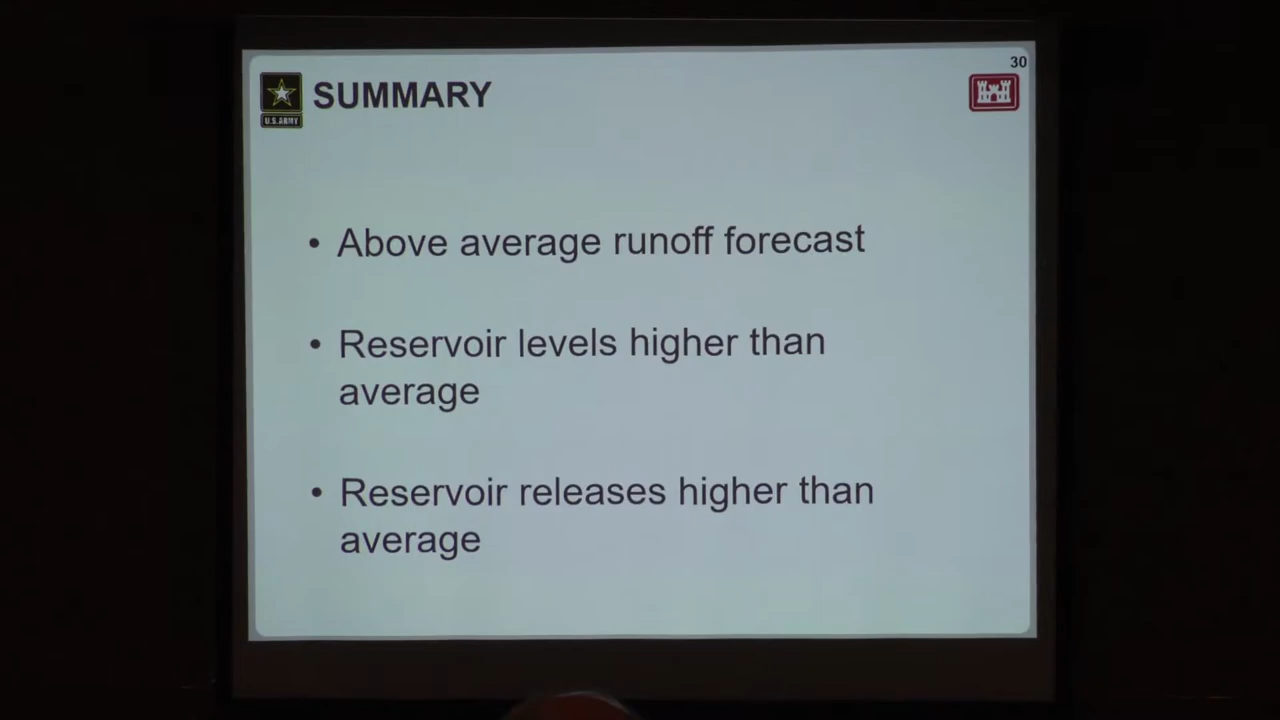 30
SUMMARY
U.S.ARMY
• Above average runoff forecast
• Reservoir levels higher than
average
• Reservoir releases higher than
average